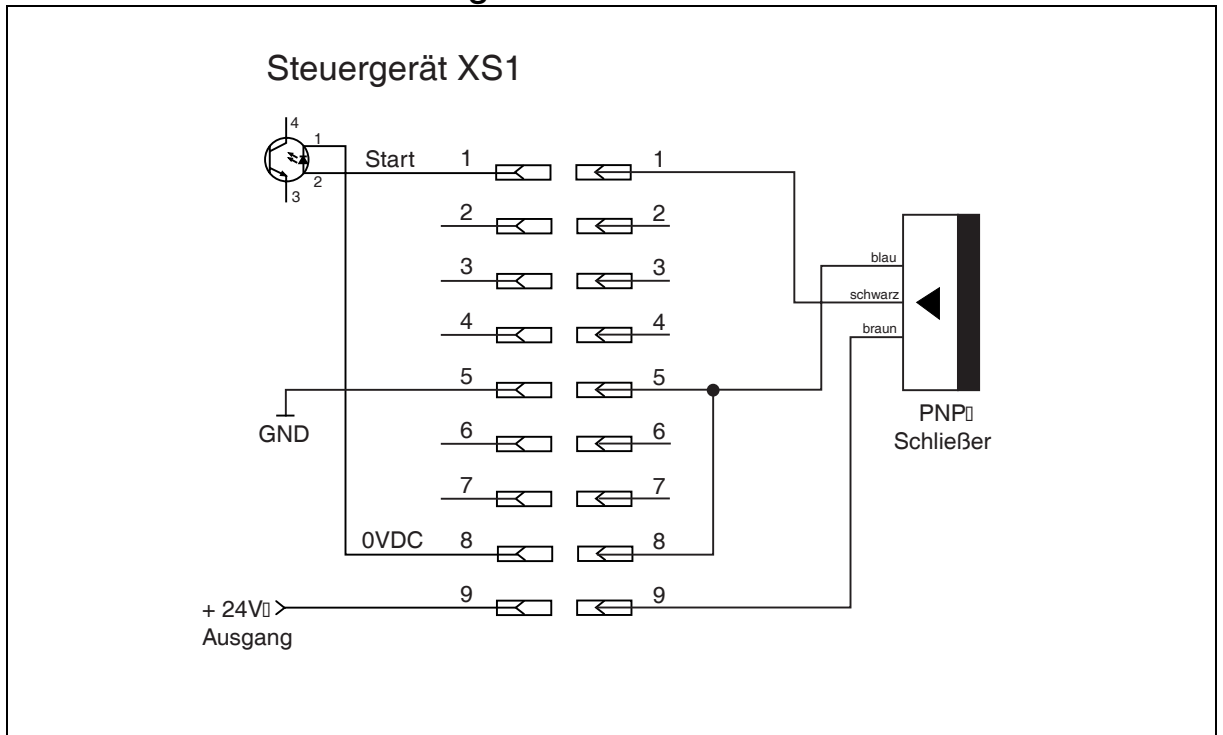 Steuergerät XS1
4
1
Start
1
1
2
3
2
2
blau
3
3
schwarz
4
4
braun
5
5
GND
PNP
Schließer
6
6
7
7
0VDC
8
8
9
9
+ 24V
Ausgang